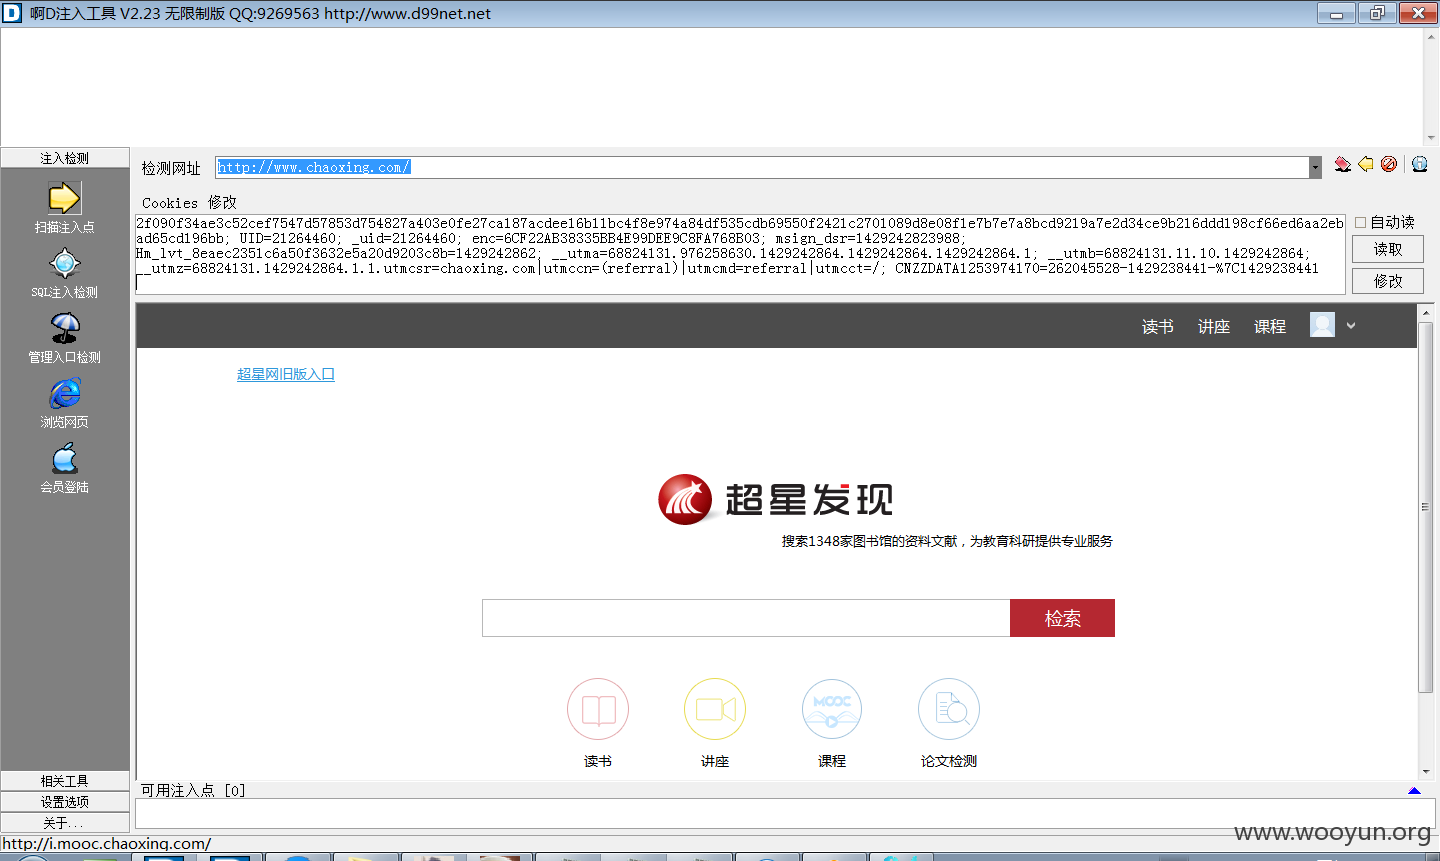 啊D注入工具 V2.23 无限制版 QQ:9269563 http://www.d99net.net
注入检测
扫描注入点
SQL注入检测
管理入口检测
浏览网页
会员登陆
相关工具
设置选项
关于...
检测网址
http://www.chaoxing.com/
Cookies 修改
2f090f34ae3c52cef7547d57853d754827a403e0fe27ca187acdee16b11bc4f8e974a84df535cdb69550f2421c2701089d8e08f1e7b7e7a8bcd9219a7e2d34ce9b216ddd198cf66ed6aa2eb
ad65cd196bb; UID=21264460; _uid=21264460; enc=6CF22AB38335BB4E99DEE9C8FA768B03; msign_dsr=1429242823988;
Hm_lvt_8eaec2351c6a50f3632e5a20d9203c8b=1429242862; __utma=68824131.976258630.1429242864.1429242864.1429242864.1; __utmb=68824131.11.10.1429242864;
__utmz=68824131.1429242864.1.1.utmcsr=chaoxing.com|utmccn=(referral)|utmcmd=referral|utmcct=/; CNZZDATA1253974170=262045528-1429238441-%7C1429238441
自动读
读取
修改
读书 讲座 课程
超星网旧版入口
超星发现
搜索1348家图书馆的资料文献，为教育科研提供专业服务
检索
MOOC
读书 讲座 课程 论文检测
可用注入点 [0]
http://i.mooc.chaoxing.com/
www.wooyun.org